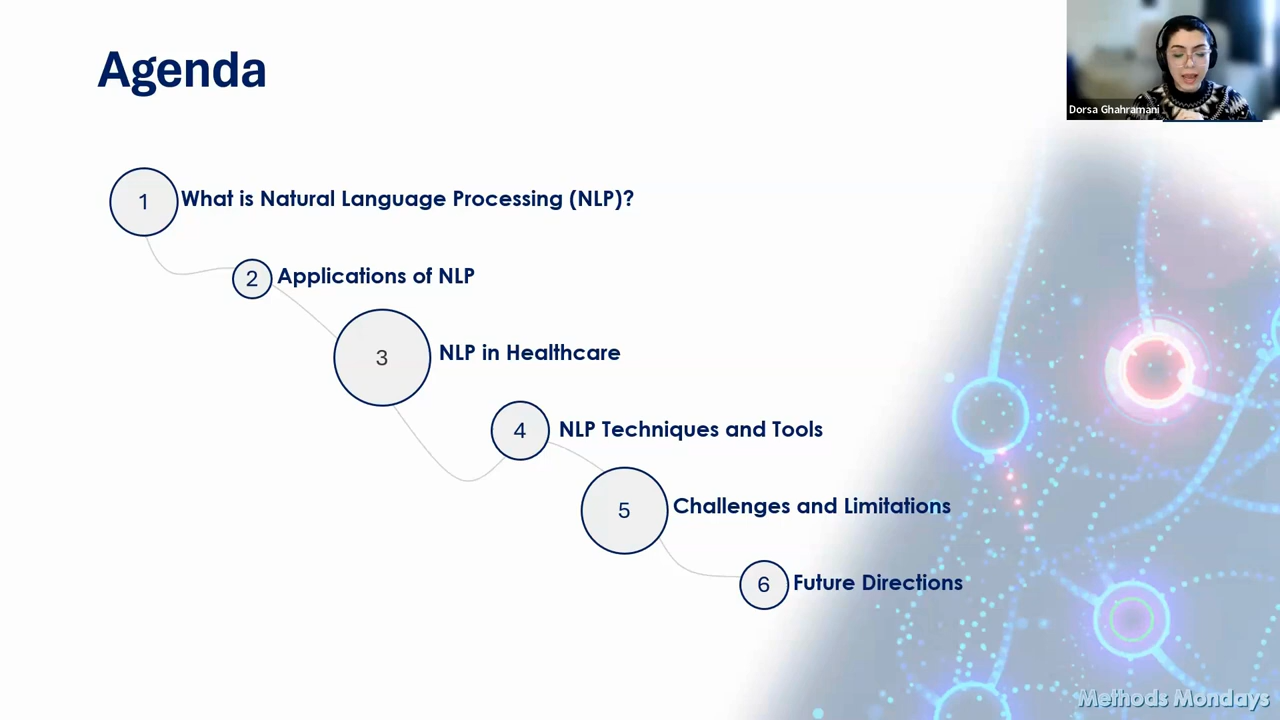 Agenda
Dorsa Ghahramani
1 What is Natural Language Processing (NLP)?
2 Applications of NLP
3 NLP in Healthcare
4 NLP Techniques and Tools
5 Challenges and Limitations
6 Future Directions
Methods Mondays